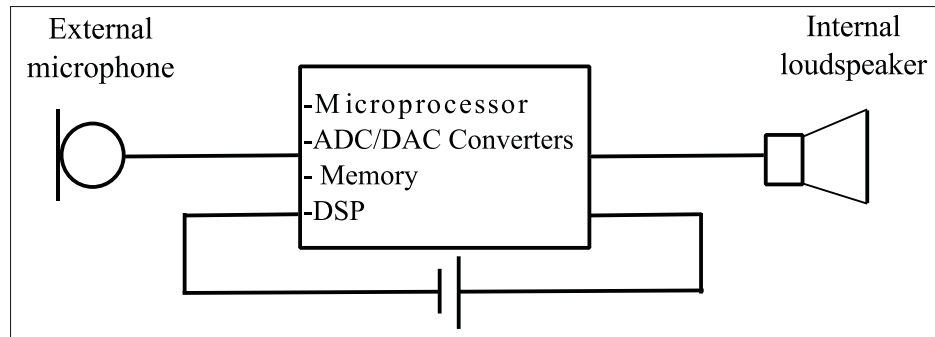 External
microphone
Internal
loudspeaker
-Microprocessor
-ADC/DAC Converters
- Memory
-DSP